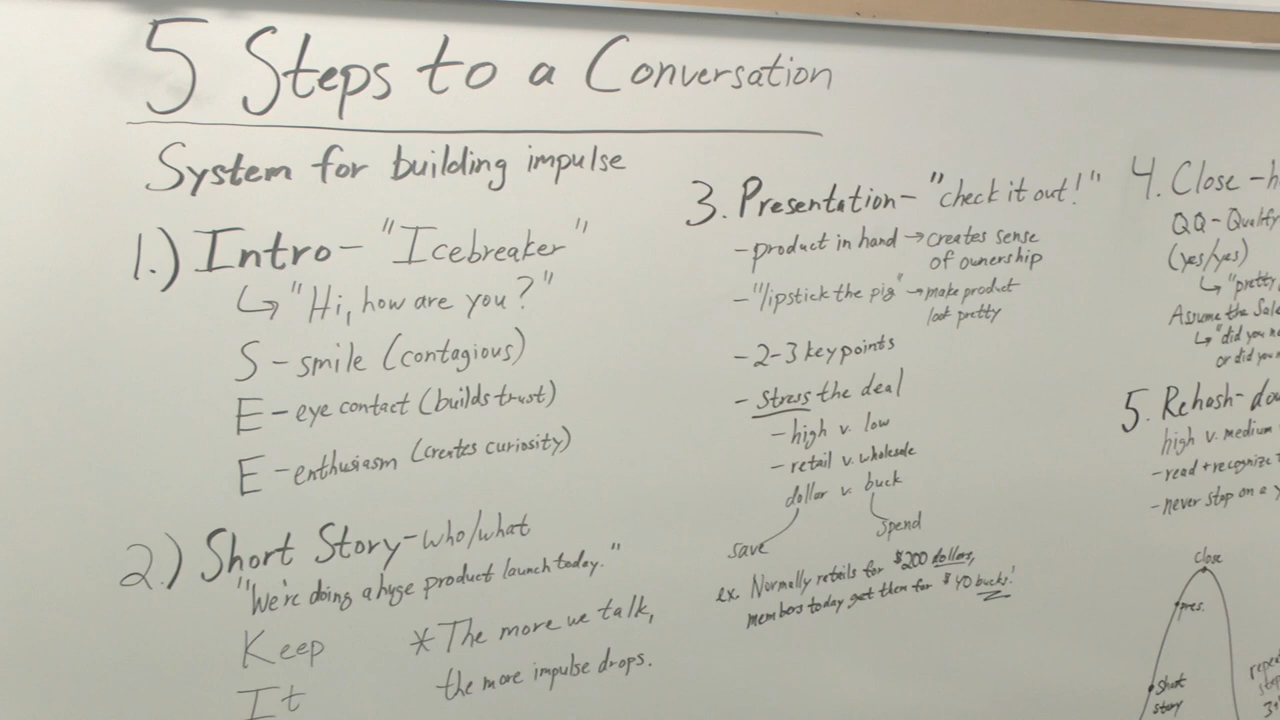 5 Steps to a Conversation
System for building impulse
1.) Intro - "Icebreaker"
↳ "Hi, how are you?"
S - smile (contagious)
E - eye contact (builds trust)
E - enthusiasm (creates curiosity)
2.) Short Story - who/what
"We're doing a huge product launch today."
Keep
It
* The more we talk,
the more impulse drops.
3. Presentation - "check it out!"
- product in hand → creates sense
of ownership
- "lipstick the pig" → make product
look pretty
- 2-3 key points
- Stress the deal
- high v. low
- retail v. wholesale
dollar v. buck
save
spend
ex. Normally retails for $200 dollars,
members today get them for $40 bucks!
4. Close -
QQ -
(yes/yes)
↳ "pretty
Assume the
↳ "did you
or did you
5. Rehash -
high v. medium
- read + recognize
- never stop on a
close
pres.
short
story